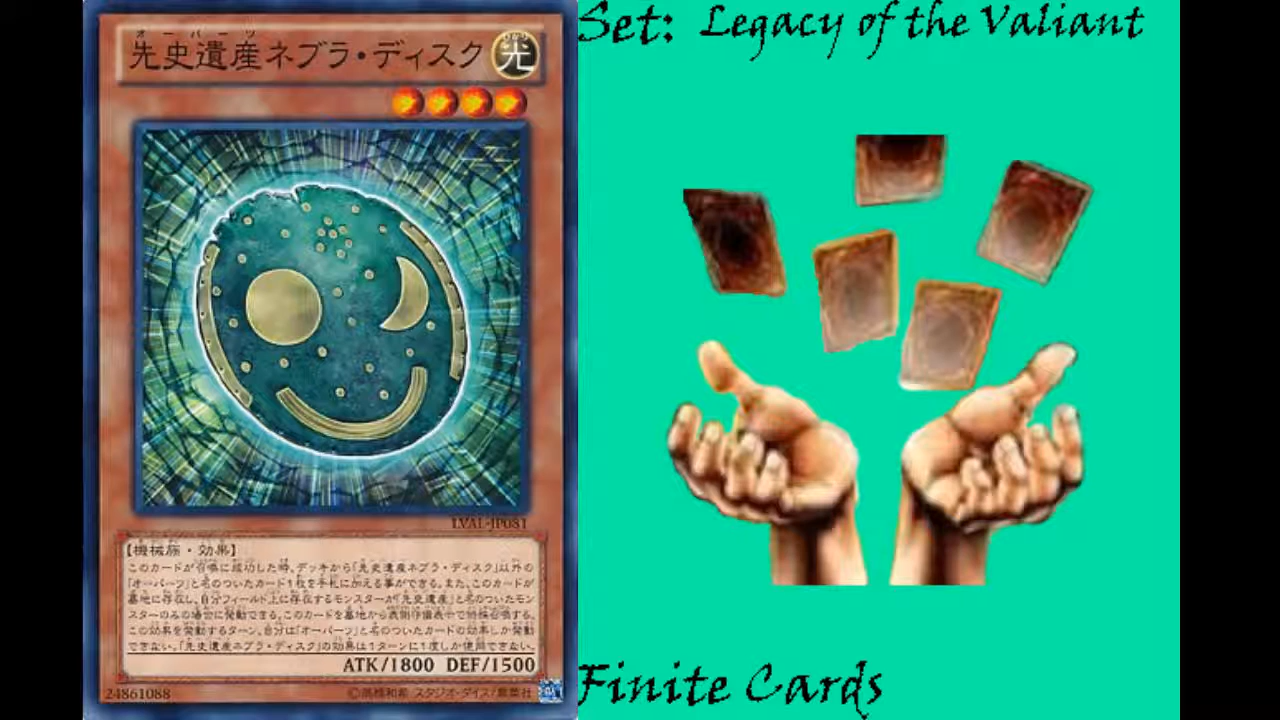 Set: Legacy of the Valiant
オーパーツ
先史遺産ネブラ・ディスク 光
LVAL-JP081
【機械族・効果】
このカードが召喚に成功した時、デッキから「先史遺産ネブラ・ディスク」以外の
「オーパーツ」と名のついたカード1枚を手札に加える事ができる。また、このカードが
墓地に存在し、自分フィールド上に存在するモンスターが「先史遺産」と名のついたモン
スターのみの場合に発動できる。このカードを墓地から表側守備表示で特殊召喚する。
この効果を発動するターン、自分は「オーパーツ」と名のついたカードの効果しか発動
できない。「先史遺産ネブラ・ディスク」の効果は1ターンに1度しか使用できない。
ATK/1800 DEF/1500
24861088
©高橋和希 スタジオ・ダイス/集英社
Finite Cards